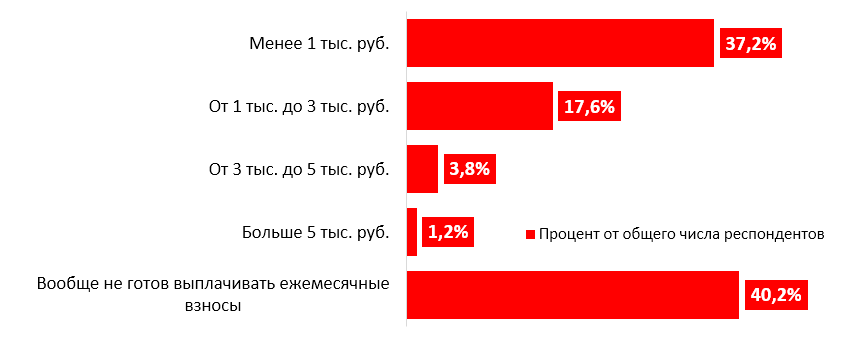 Менее 1 тыс. руб.
37,2%
От 1 тыс. до 3 тыс. руб.
17,6%
От 3 тыс. до 5 тыс. руб.
3,8%
Больше 5 тыс. руб.
1,2%
Процент от общего числа респондентов
Вообще не готов выплачивать ежемесячные
взносы
40,2%